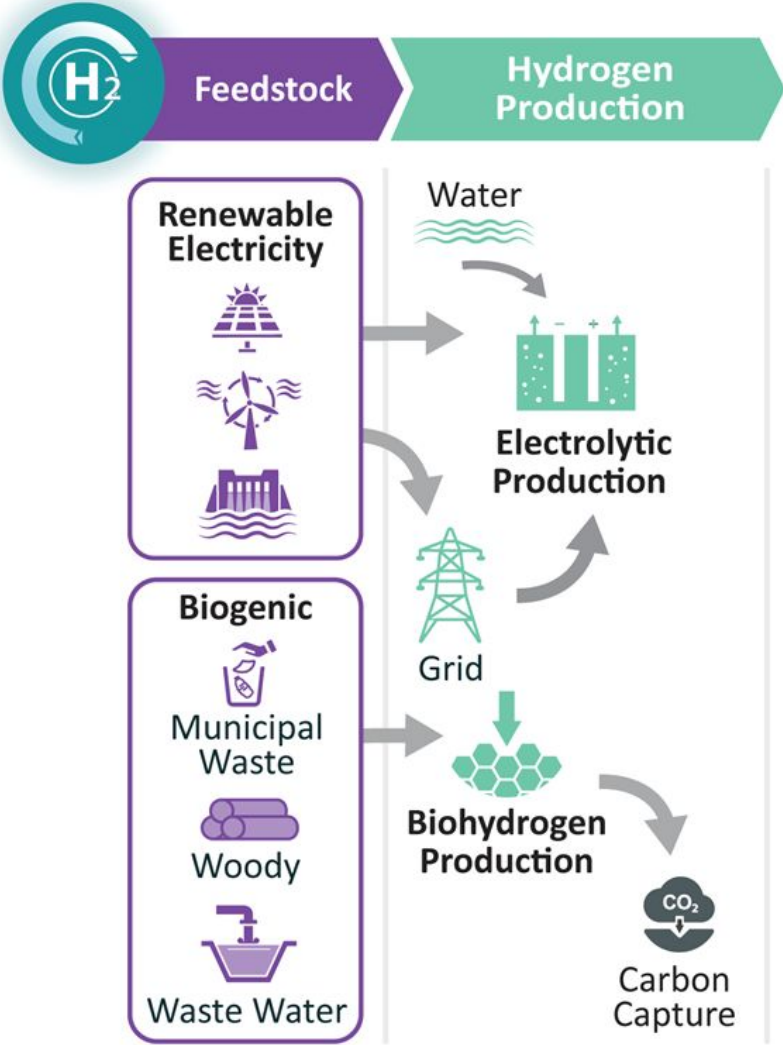 H2
Feedstock
Hydrogen
Production
Renewable
Electricity
Water
- +
Electrolytic
Production
Grid
Biogenic
Municipal
Waste
Woody
Waste Water
Biohydrogen
Production
CO₂
Carbon
Capture